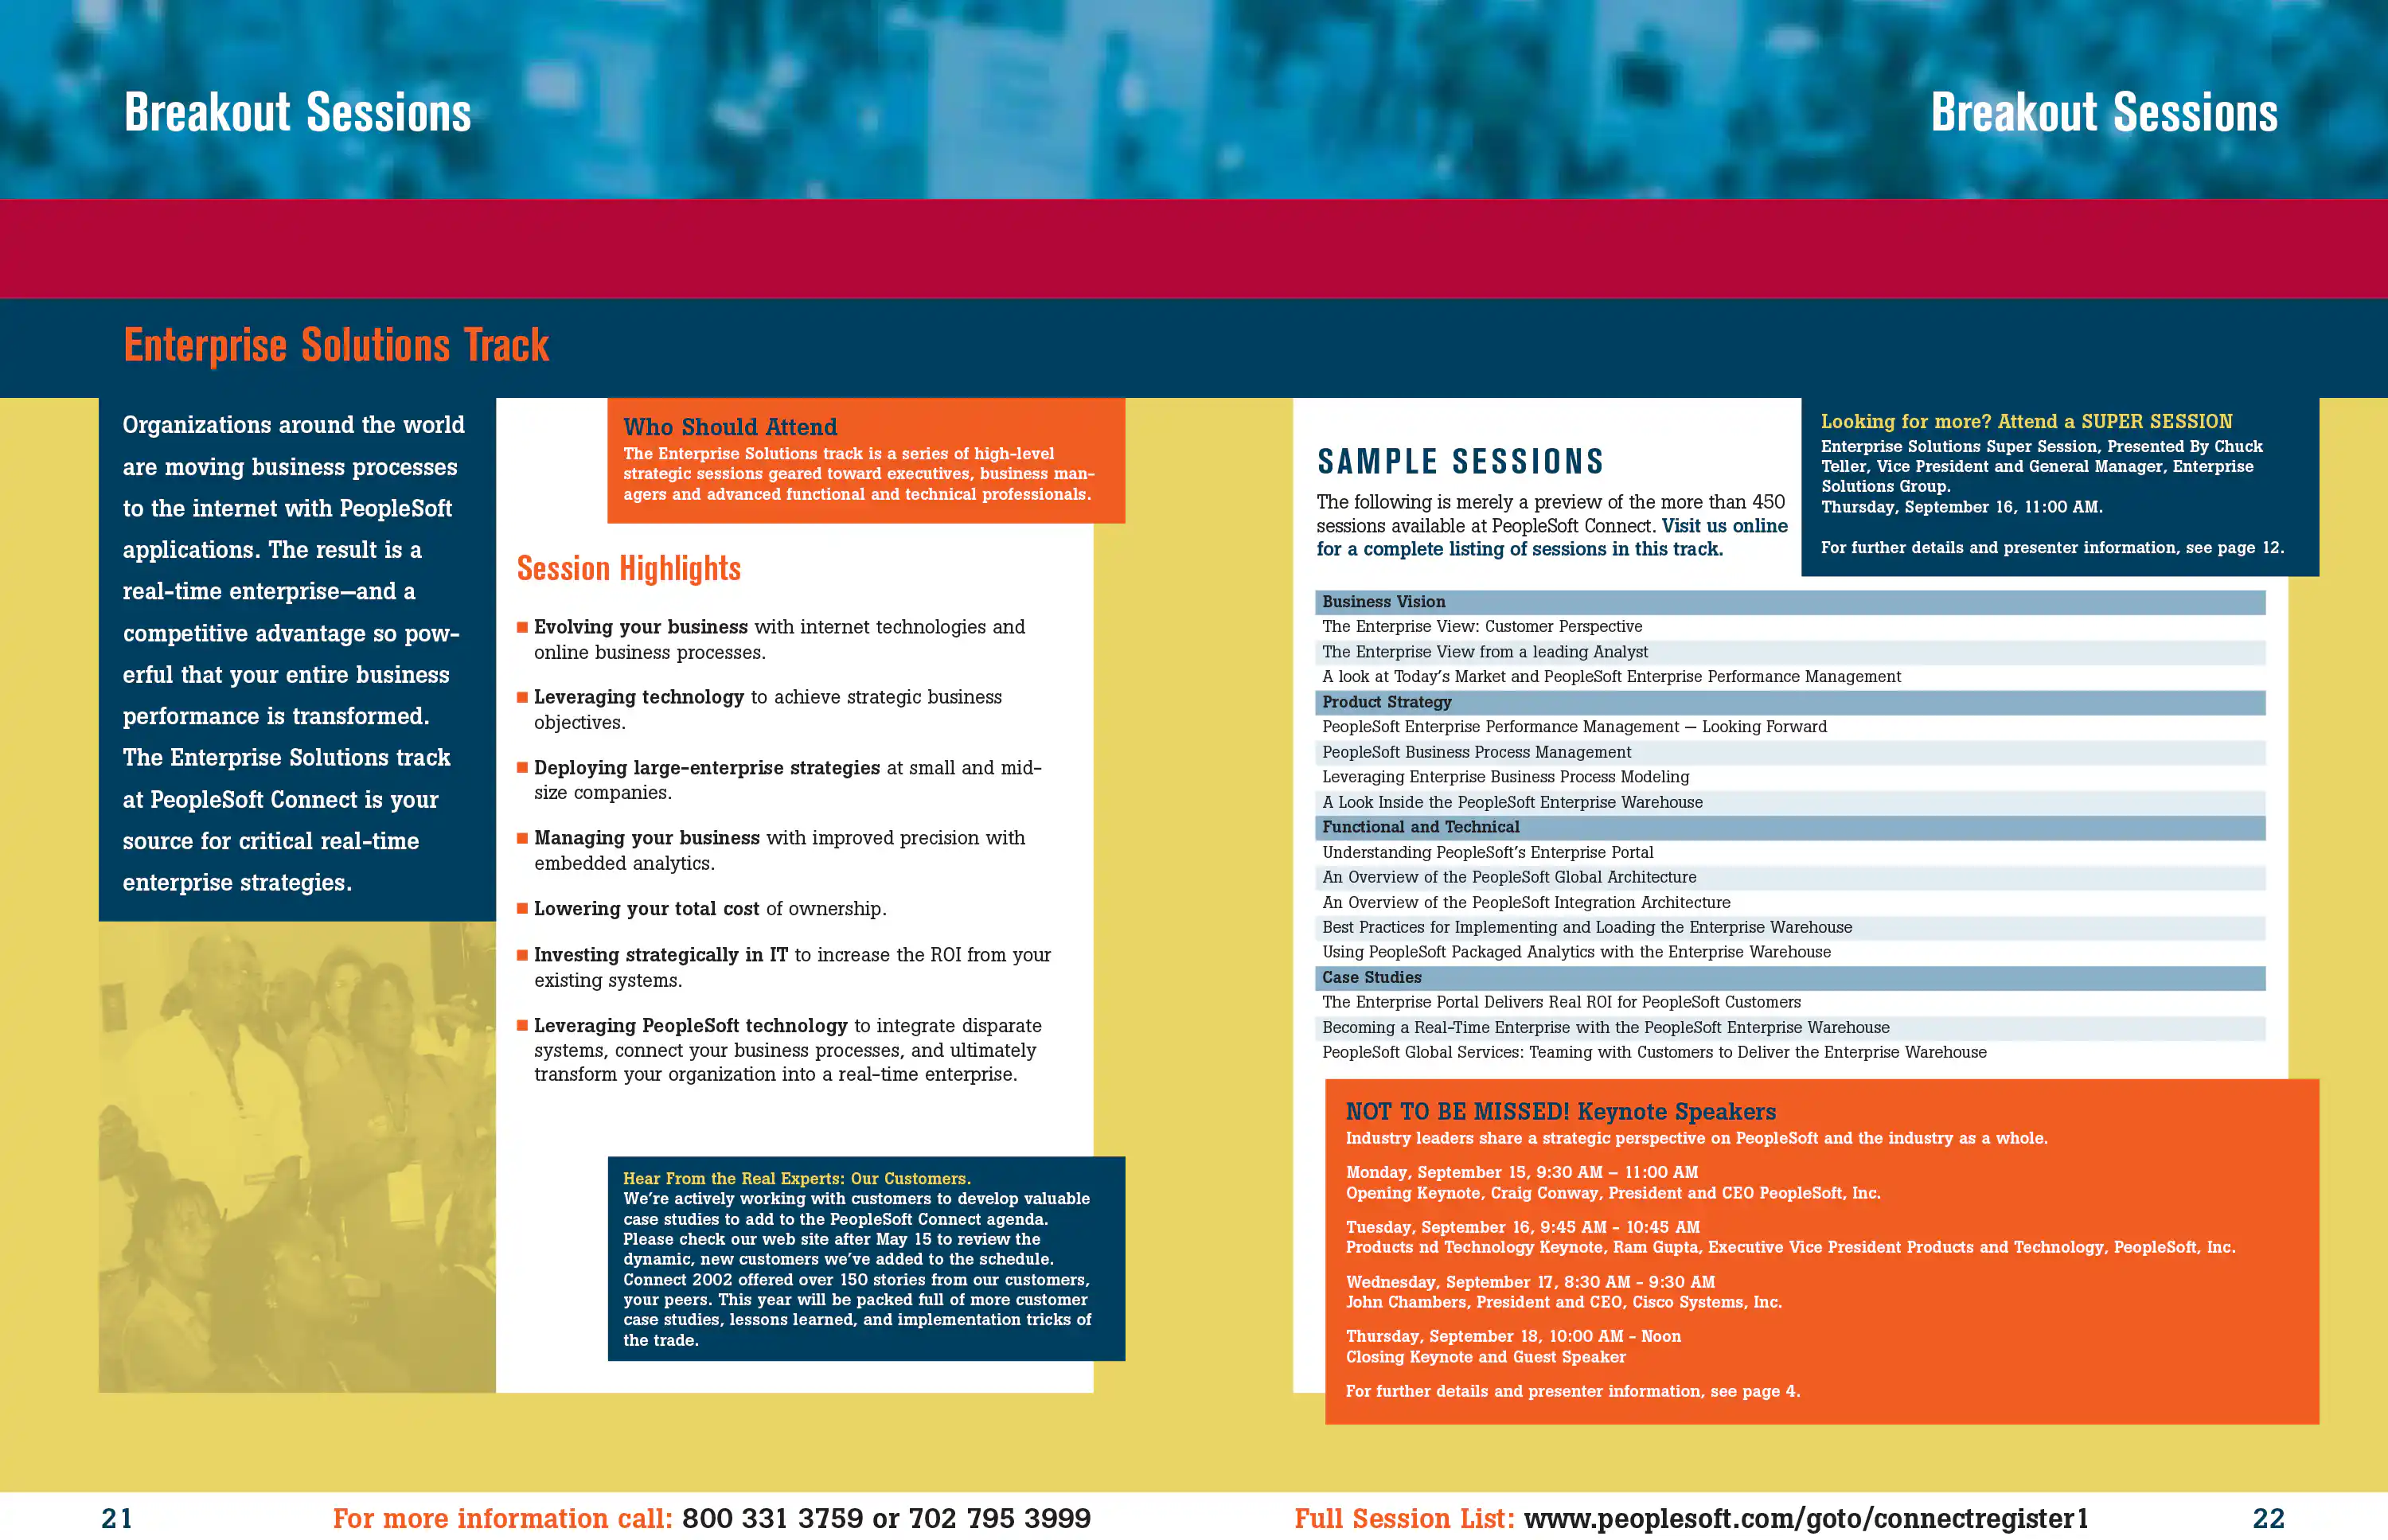 Breakout Sessions
Breakout Sessions
Enterprise Solutions Track
Organizations around the world
are moving business processes
to the internet with PeopleSoft
applications. The result is a
real-time enterprise—and a
competitive advantage so pow-
erful that your entire business
performance is transformed.
The Enterprise Solutions track
at PeopleSoft Connect is your
source for critical real-time
enterprise strategies.
Who Should Attend
The Enterprise Solutions track is a series of high-level
strategic sessions geared toward executives, business man-
agers and advanced functional and technical professionals.
Session Highlights
■ Evolving your business with internet technologies and
online business processes.
■ Leveraging technology to achieve strategic business
objectives.
■ Deploying large-enterprise strategies at small and mid-
size companies.
■ Managing your business with improved precision with
embedded analytics.
■ Lowering your total cost of ownership.
■ Investing strategically in IT to increase the ROI from your
existing systems.
■ Leveraging PeopleSoft technology to integrate disparate
systems, connect your business processes, and ultimately
transform your organization into a real-time enterprise.
Hear From the Real Experts: Our Customers.
We're actively working with customers to develop valuable
case studies to add to the PeopleSoft Connect agenda.
Please check our web site after May 15 to review the
dynamic, new customers we've added to the schedule.
Connect 2002 offered over 150 stories from our customers,
your peers. This year will be packed full of more customer
case studies, lessons learned, and implementation tricks of
the trade.
SAMPLE SESSIONS
The following is merely a preview of the more than 450
sessions available at PeopleSoft Connect. Visit us online
for a complete listing of sessions in this track.
Looking for more? Attend a SUPER SESSION
Enterprise Solutions Super Session, Presented By Chuck
Teller, Vice President and General Manager, Enterprise
Solutions Group.
Thursday, September 16, 11:00 AM.
For further details and presenter information, see page 12.
Business Vision
The Enterprise View: Customer Perspective
The Enterprise View from a leading Analyst
A look at Today's Market and PeopleSoft Enterprise Performance Management
Product Strategy
PeopleSoft Enterprise Performance Management — Looking Forward
PeopleSoft Business Process Management
Leveraging Enterprise Business Process Modeling
A Look Inside the PeopleSoft Enterprise Warehouse
Functional and Technical
Understanding PeopleSoft's Enterprise Portal
An Overview of the PeopleSoft Global Architecture
An Overview of the PeopleSoft Integration Architecture
Best Practices for Implementing and Loading the Enterprise Warehouse
Using PeopleSoft Packaged Analytics with the Enterprise Warehouse
Case Studies
The Enterprise Portal Delivers Real ROI for PeopleSoft Customers
Becoming a Real-Time Enterprise with the PeopleSoft Enterprise Warehouse
PeopleSoft Global Services: Teaming with Customers to Deliver the Enterprise Warehouse
NOT TO BE MISSED! Keynote Speakers
Industry leaders share a strategic perspective on PeopleSoft and the industry as a whole.
Monday, September 15, 9:30 AM – 11:00 AM
Opening Keynote, Craig Conway, President and CEO PeopleSoft, Inc.
Tuesday, September 16, 9:45 AM - 10:45 AM
Products nd Technology Keynote, Ram Gupta, Executive Vice President Products and Technology, PeopleSoft, Inc.
Wednesday, September 17, 8:30 AM - 9:30 AM
John Chambers, President and CEO, Cisco Systems, Inc.
Thursday, September 18, 10:00 AM - Noon
Closing Keynote and Guest Speaker
For further details and presenter information, see page 4.
21
For more information call: 800 331 3759 or 702 795 3999
Full Session List: www.peoplesoft.com/goto/connectregister1
22